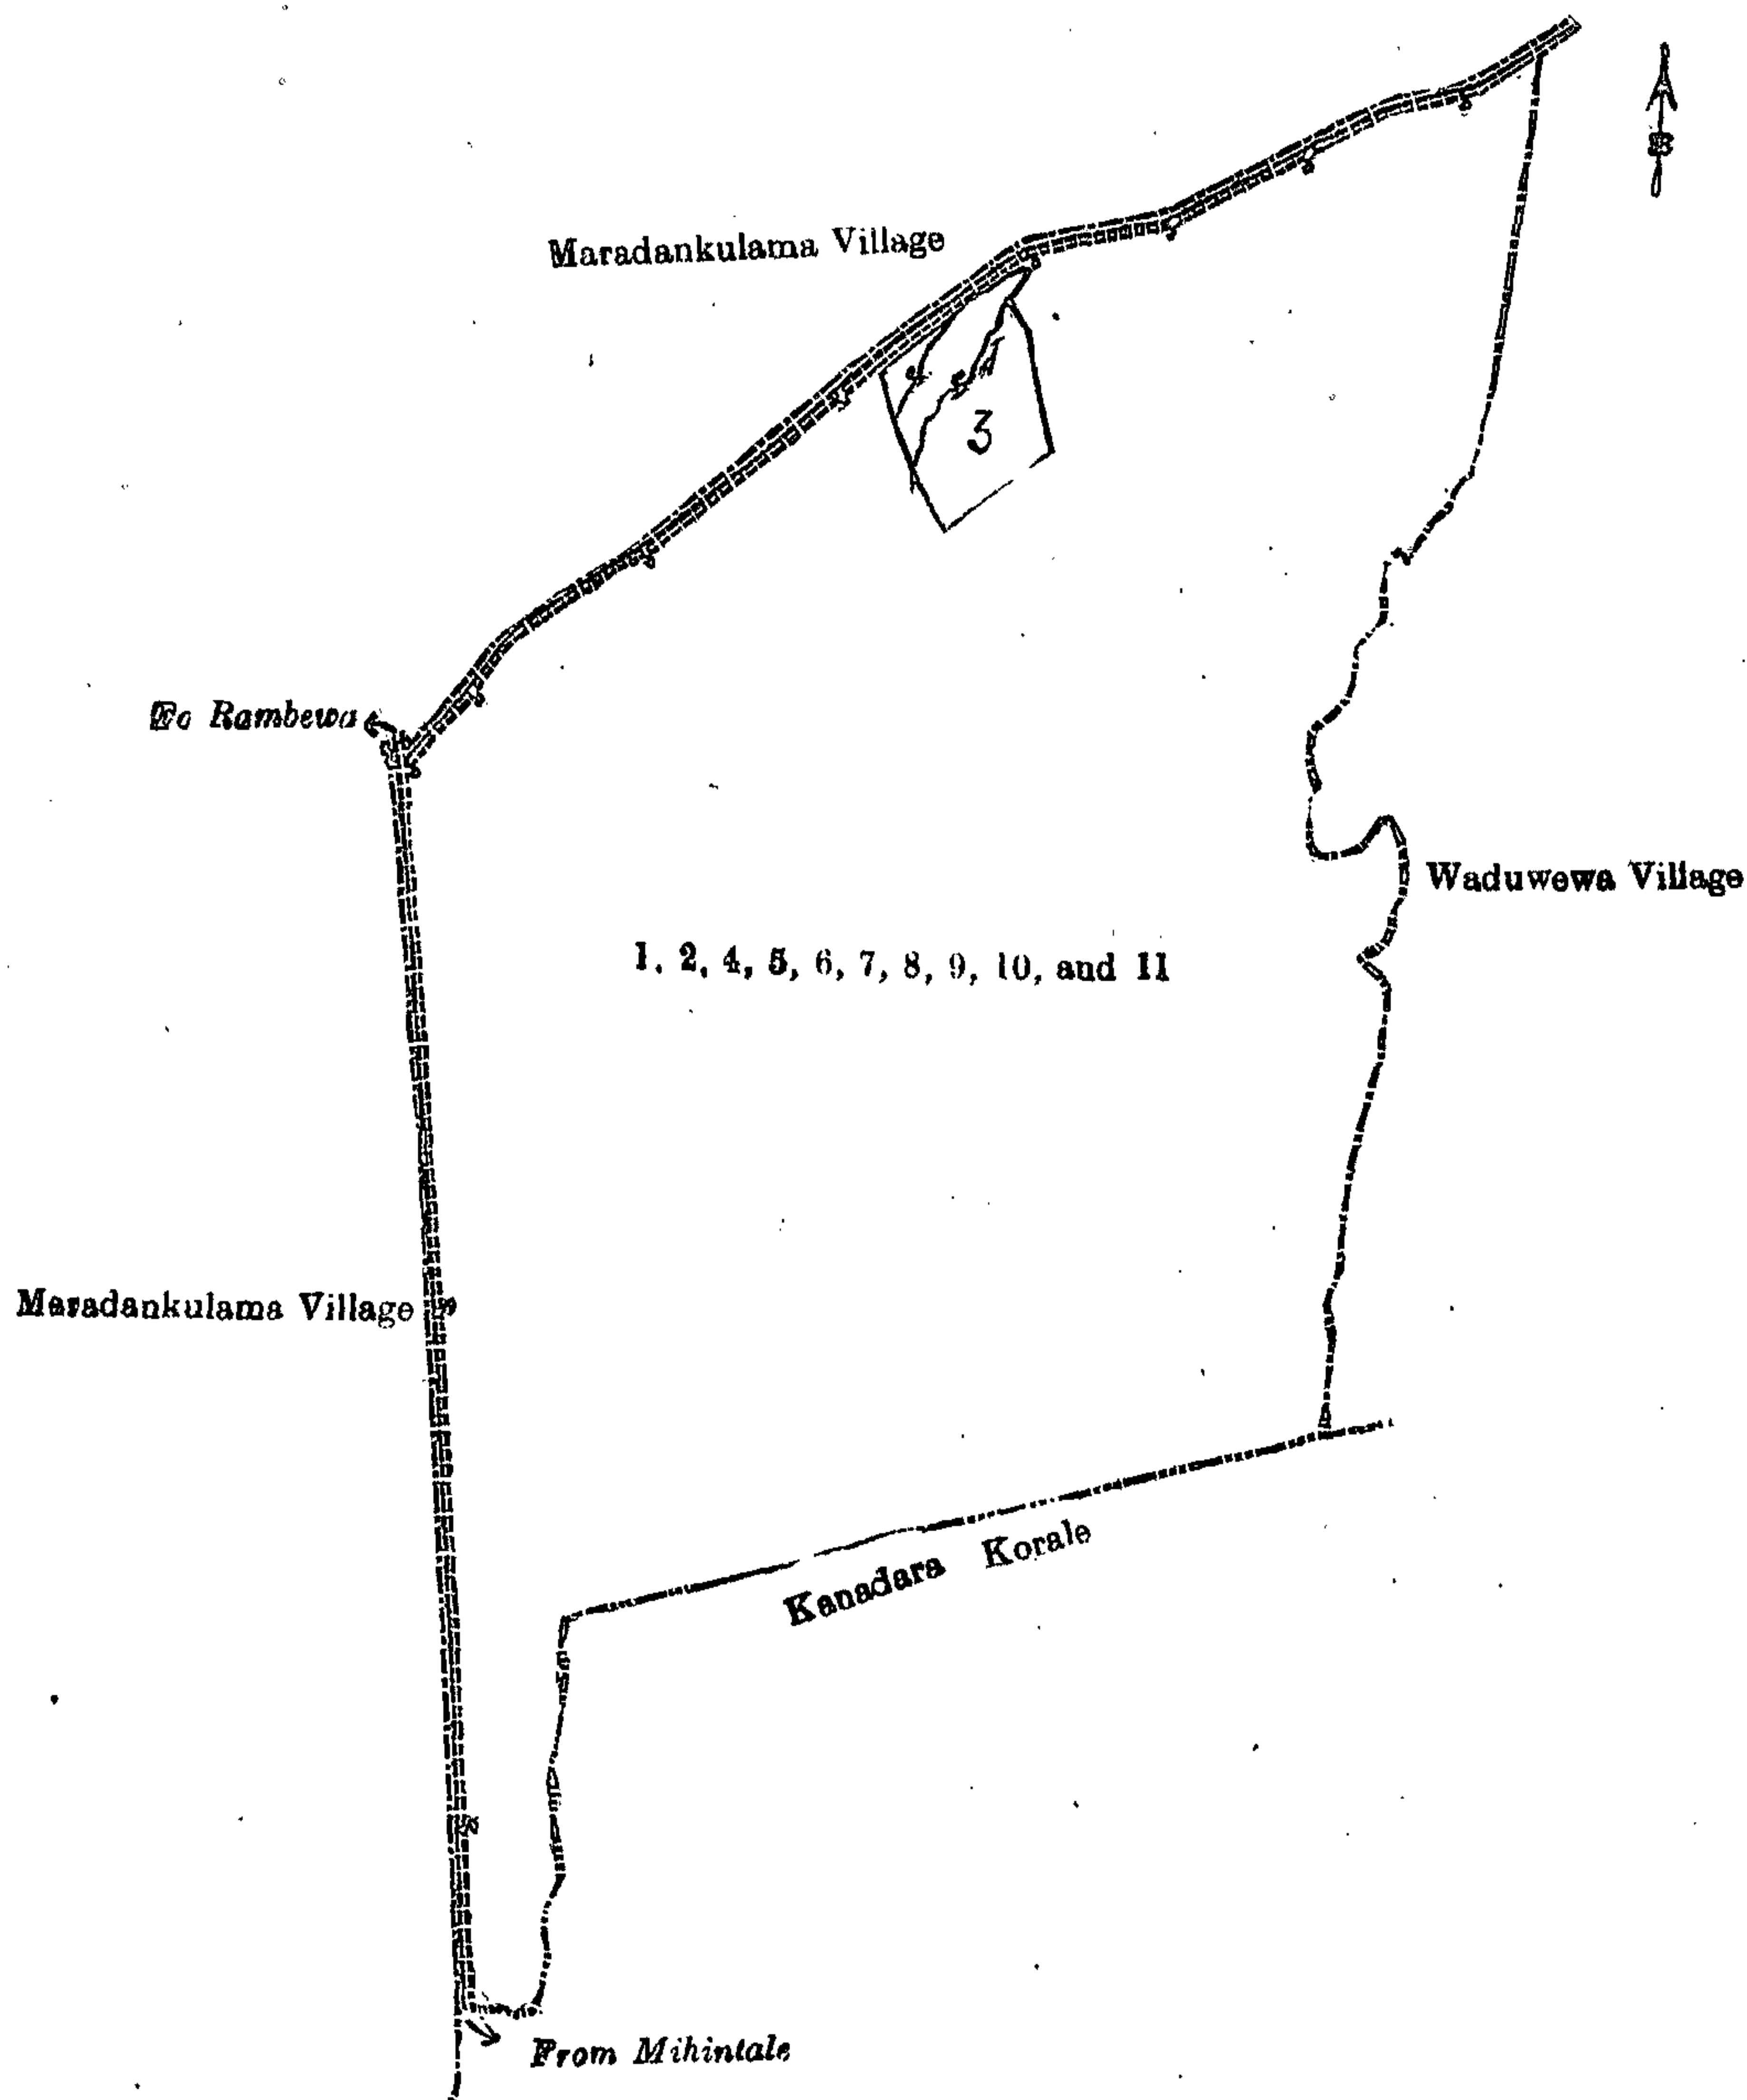 Maradankulama Village
3
To Rambewa
Waduwewa Village
1, 2, 4, 5, 6, 7, 8, 9, 10, and 11
Maradankulama Village
Kanadara Korale
From Mihintale